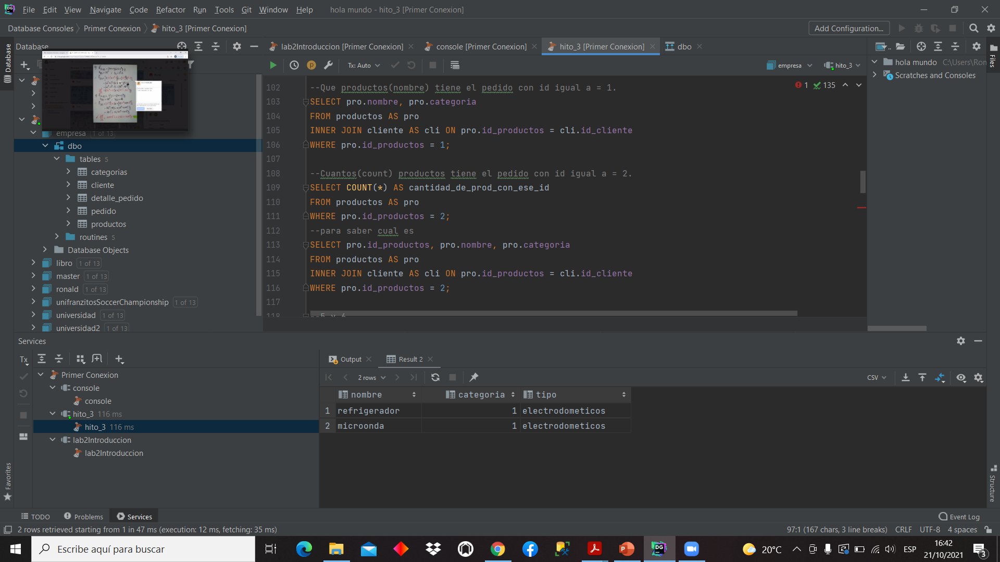 File Edit View Navigate Code Refactor Run Tools Git Window Help hola mundo - hito_3 [Primer Conexion]
Database Consoles Primer Conexion hito_3 [Primer Conexion] Add Configuration...
Database
lab2Introduccion [Primer Conexion] console [Primer Conexion] hito_3 [Primer Conexion] dbo
Tx: Auto empresa hito_3
hola mundo C:\Users\Ron
Scratches and Consoles
Database
Files
empresa 1 of 13
dbo
tables 5
categorias
cliente
detalle_pedido
pedido
productos
routines 5
Database Objects
libro 1 of 13
master 1 of 13
ronald 1 of 13
unifranzitosSoccerChampionship 1 of 13
universidad 1 of 13
universidad2 1 of 13
1 135
102 --Que productos(nombre) tiene el pedido con id igual a = 1.
103 SELECT pro.nombre, pro.categoria
104 FROM productos AS pro
105 INNER JOIN cliente AS cli ON pro.id_productos = cli.id_cliente
106 WHERE pro.id_productos = 1;
107
108 --Cuantos(count) productos tiene el pedido con id igual a = 2.
109 SELECT COUNT(*) AS cantidad_de_prod_con_ese_id
110 FROM productos AS pro
111 WHERE pro.id_productos = 2;
112 --para saber cual es
113 SELECT pro.id_productos, pro.nombre, pro.categoria
114 FROM productos AS pro
115 INNER JOIN cliente AS cli ON pro.id_productos = cli.id_cliente
116 WHERE pro.id_productos = 2;
117
118 --5 y 6
Services
Tx
Primer Conexion
console
console
hito_3 116 ms
hito_3 116 ms
lab2Introduccion
lab2Introduccion
Output Result 2
2 rows CSV
nombre categoria tipo
1 refrigerador 1 electrodometicos
2 microonda 1 electrodometicos
Favorites
Structure
TODO Problems Services Event Log
2 rows retrieved starting from 1 in 47 ms (execution: 12 ms, fetching: 35 ms) 97:1 (167 chars, 3 line breaks) CRLF UTF-8 4 spaces
Escribe aquí para buscar
20°C ESP 16:42
21/10/2021
3